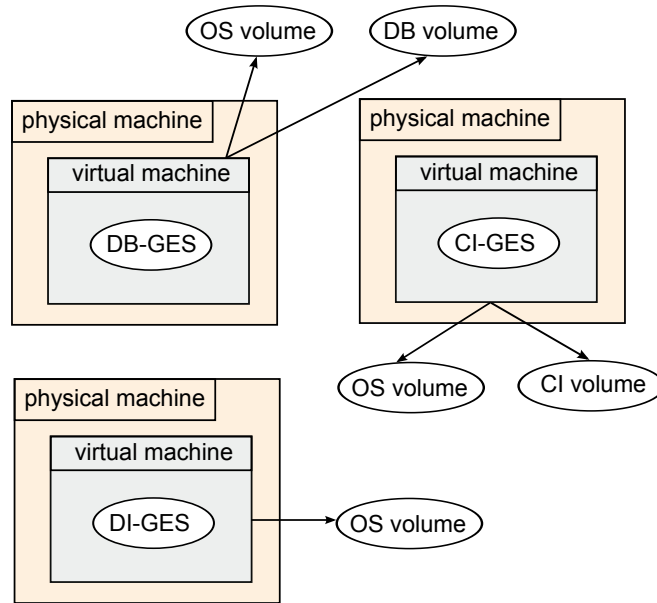 OS volume
DB volume
physical machine
virtual machine
DB-GES
physical machine
virtual machine
CI-GES
OS volume
CI volume
physical machine
virtual machine
DI-GES
OS volume